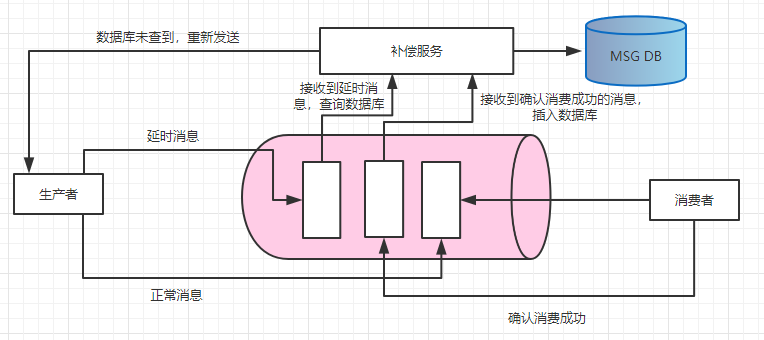 数据库未查到，重新发送
补偿服务
MSG DB
接收到延时消
息，查询数据库
接收到确认消费成功的消息，
插入数据库
延时消息
生产者
消费者
正常消息
确认消费成功